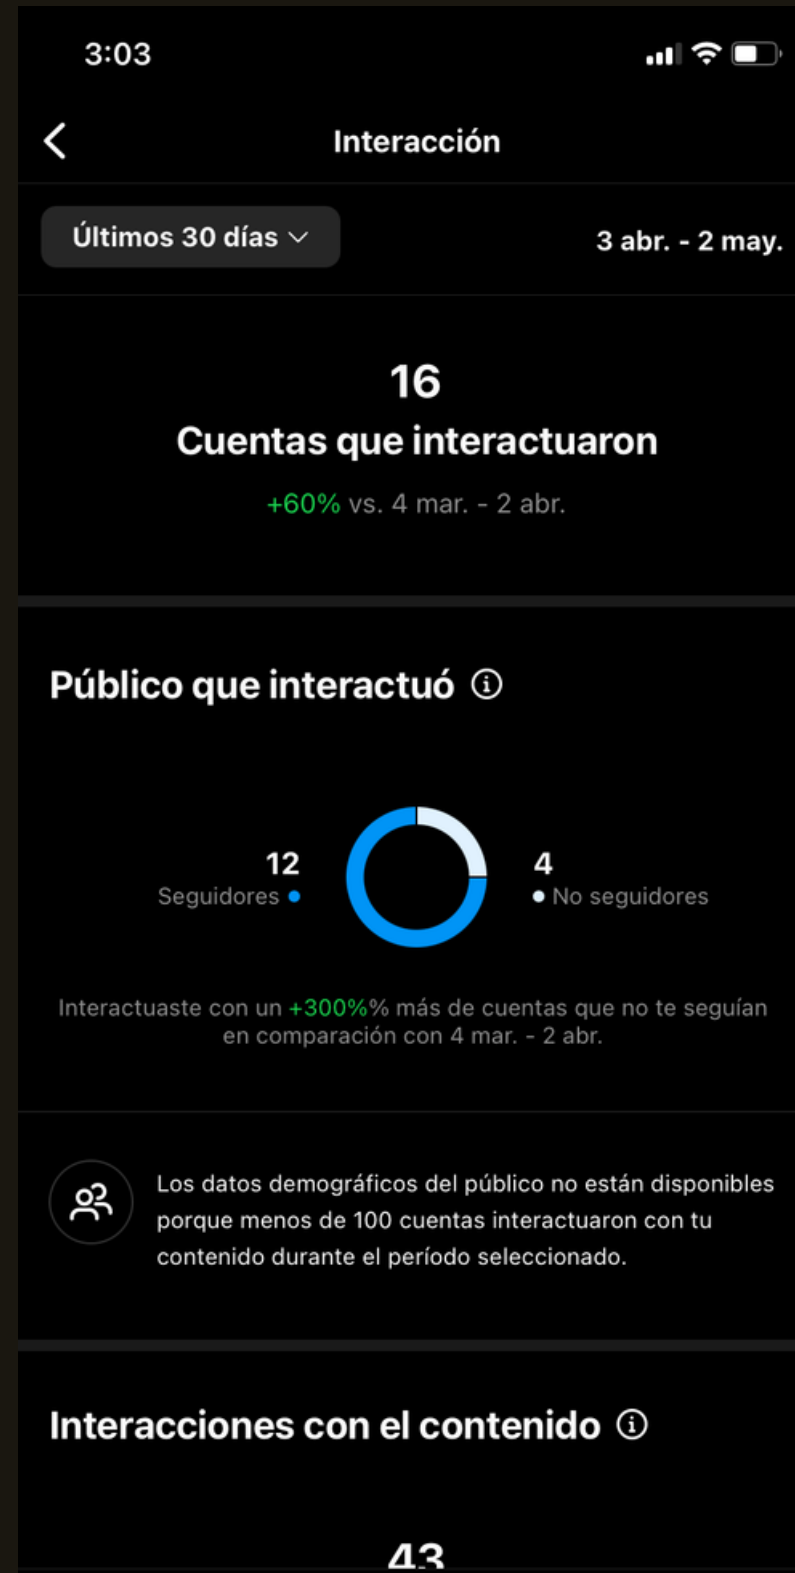 3:03
Interacción
Últimos 30 días
3 abr. - 2 may.
16
Cuentas que interactuaron
+60% vs. 4 mar. - 2 abr.
Público que interactuó
12
Seguidores
4
No seguidores
Interactuaste con un +300%% más de cuentas que no te seguían
en comparación con 4 mar. - 2 abr.
Los datos demográficos del público no están disponibles
porque menos de 100 cuentas interactuaron con tu
contenido durante el período seleccionado.
Interacciones con el contenido
43